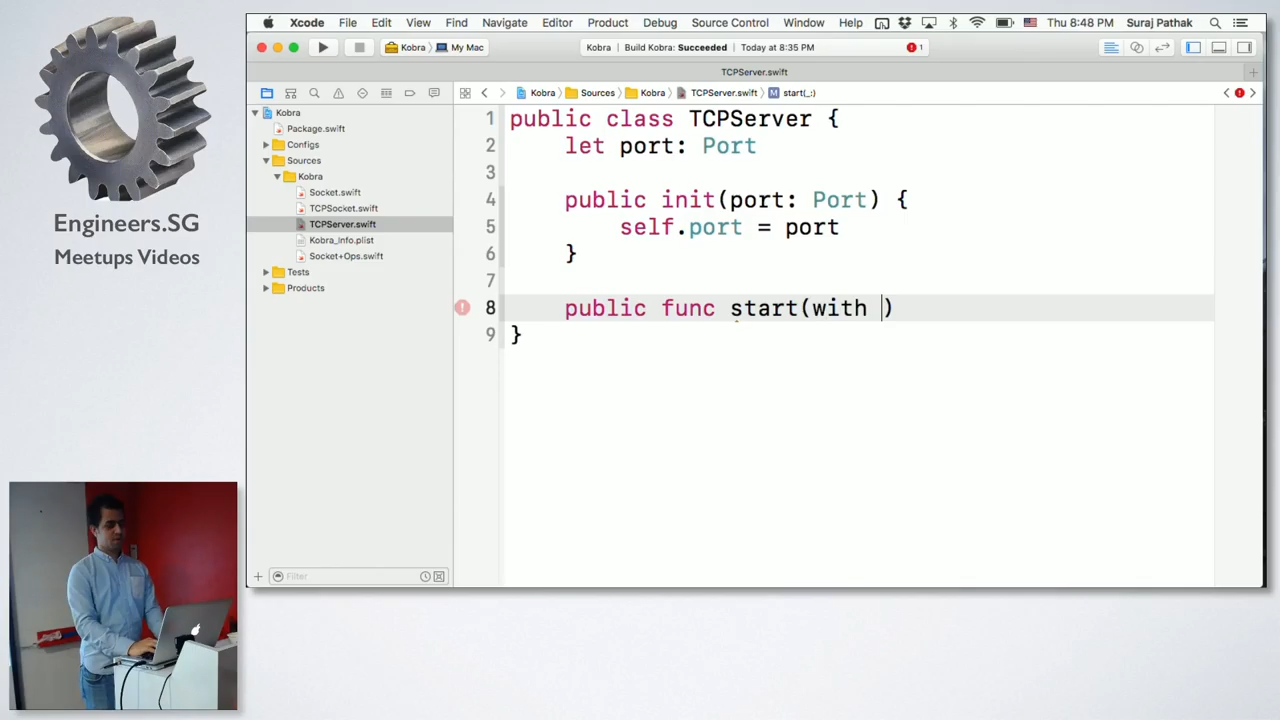 Engineers.SG
Meetups Videos
Xcode File Edit View Find Navigate Editor Product Debug Source Control Window Help Thu 8:48 PM Suraj Pathak
Kobra My Mac Kobra Build Kobra: Succeeded Today at 8:35 PM 1
TCPServer.swift
Kobra Sources Kobra TCPServer.swift M start(_:)
Kobra
Package.swift
Configs
Sources
Kobra
Socket.swift
TCPSocket.swift
TCPServer.swift
Kobra_Info.plist
Socket+Ops.swift
Tests
Products
Filter
1 public class TCPServer {
2 let port: Port
3
4 public init(port: Port) {
5 self.port = port
6 }
7
8 public func start(with )
9 }